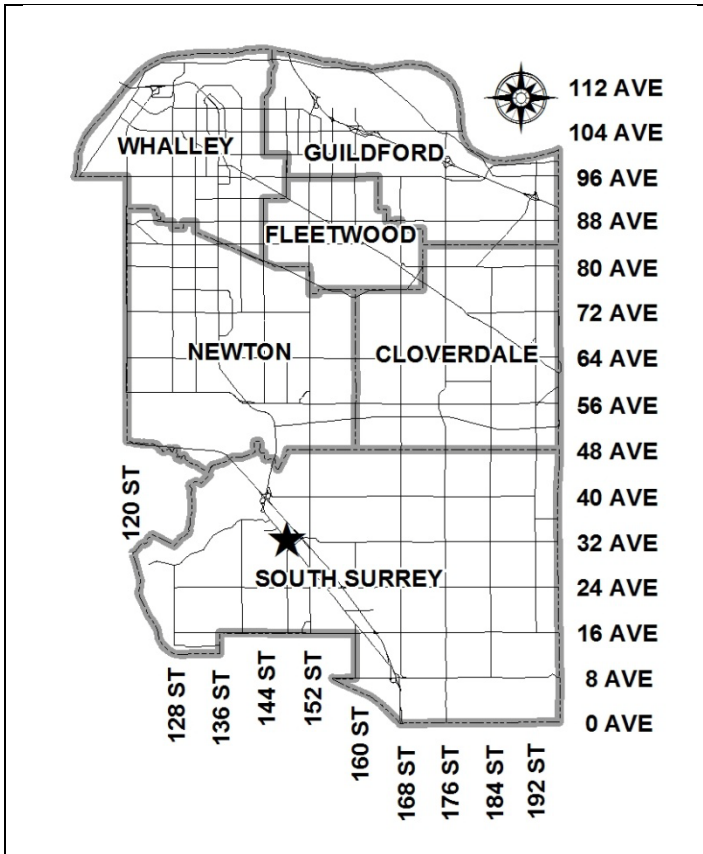 112 AVE
104 AVE
WHALLEY
GUILDFORD
96 AVE
88 AVE
FLEETWOOD
80 AVE
72 AVE
NEWTON
CLOVERDALE
64 AVE
56 AVE
48 AVE
120 ST
40 AVE
32 AVE
SOUTH SURREY
24 AVE
16 AVE
8 AVE
0 AVE
128 ST
136 ST
144 ST
152 ST
160 ST
168 ST
176 ST
184 ST
192 ST